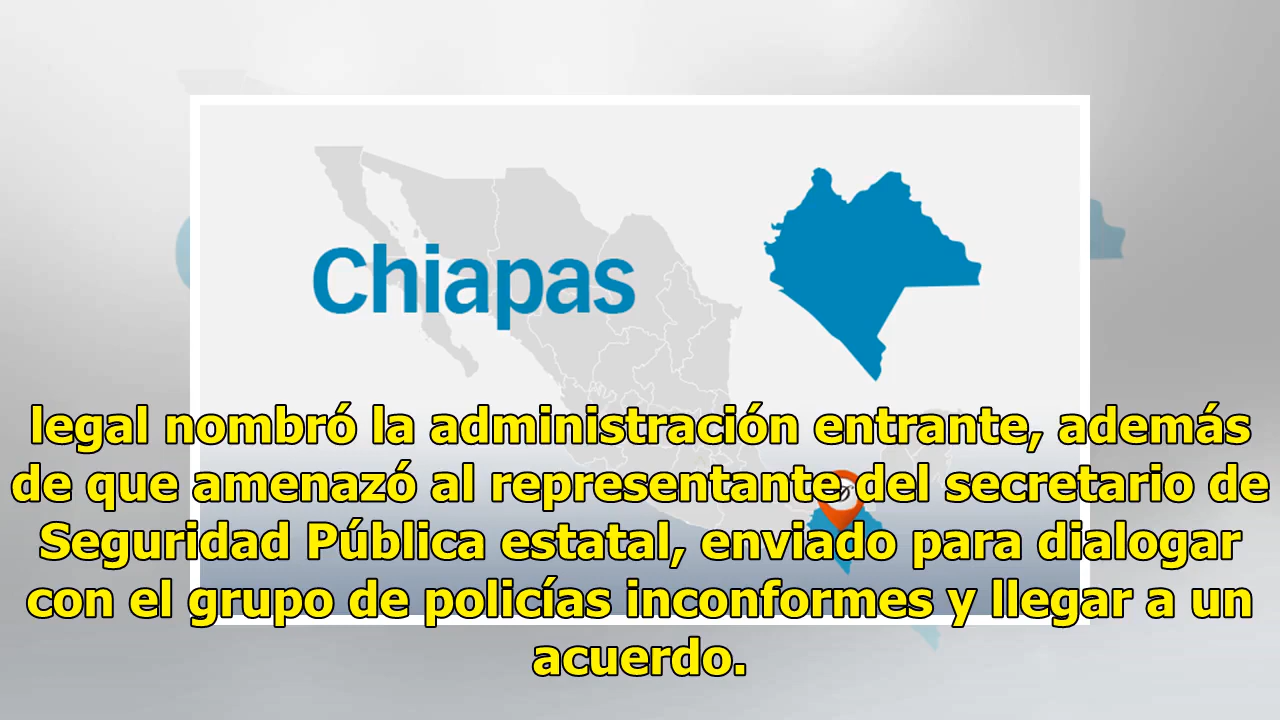 Chiapas
legal nombró la administración entrante, además
de que amenazó al representante del secretario de
Seguridad Pública estatal, enviado para dialogar
con el grupo de policías inconformes y llegar a un
acuerdo.